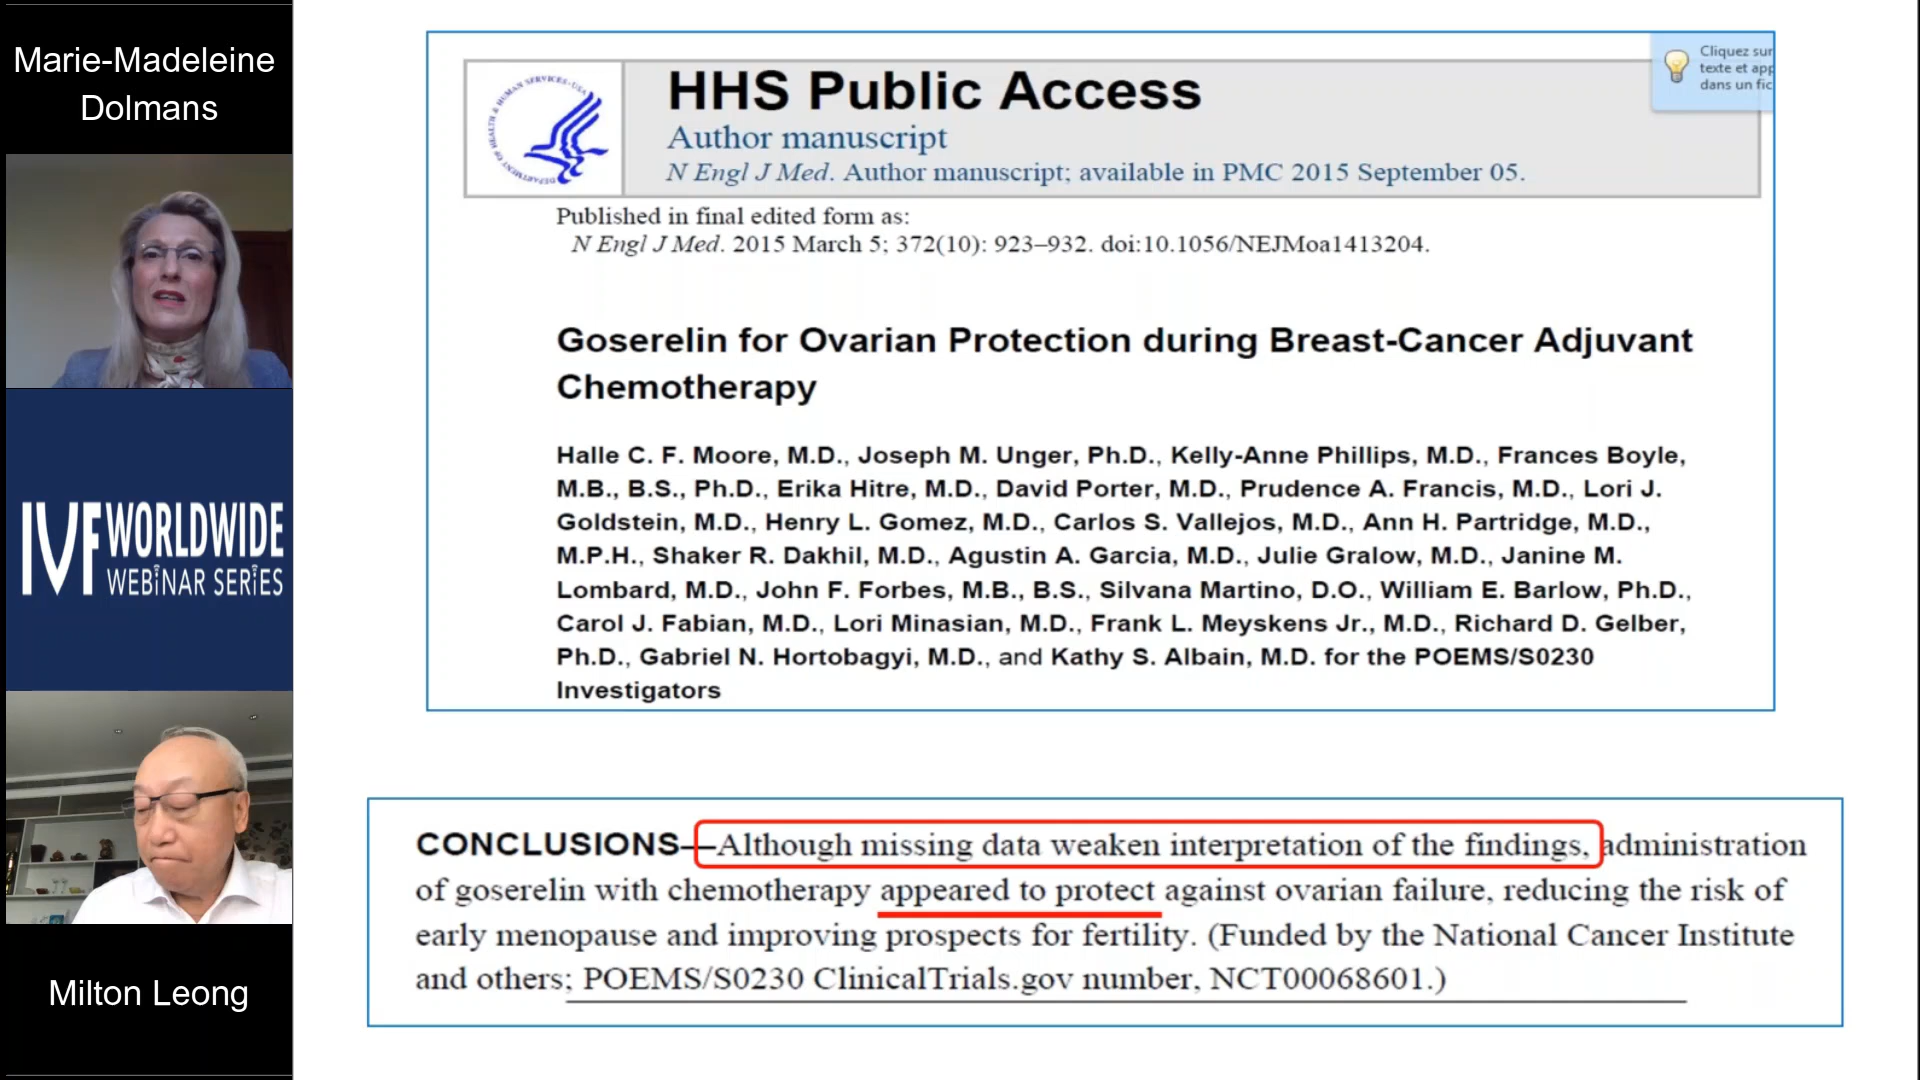 Marie-Madeleine
Dolmans
IVF WORLDWIDE
WEBINAR SERIES
Milton Leong
DEPARTMENT OF HEALTH & HUMAN SERVICES • USA
HHS Public Access
Author manuscript
N Engl J Med. Author manuscript; available in PMC 2015 September 05.
Cliquez sur
texte et app
dans un fic
Published in final edited form as:
N Engl J Med. 2015 March 5; 372(10): 923–932. doi:10.1056/NEJMoa1413204.
Goserelin for Ovarian Protection during Breast-Cancer Adjuvant
Chemotherapy
Halle C. F. Moore, M.D., Joseph M. Unger, Ph.D., Kelly-Anne Phillips, M.D., Frances Boyle,
M.B., B.S., Ph.D., Erika Hitre, M.D., David Porter, M.D., Prudence A. Francis, M.D., Lori J.
Goldstein, M.D., Henry L. Gomez, M.D., Carlos S. Vallejos, M.D., Ann H. Partridge, M.D.,
M.P.H., Shaker R. Dakhil, M.D., Agustin A. Garcia, M.D., Julie Gralow, M.D., Janine M.
Lombard, M.D., John F. Forbes, M.B., B.S., Silvana Martino, D.O., William E. Barlow, Ph.D.,
Carol J. Fabian, M.D., Lori Minasian, M.D., Frank L. Meyskens Jr., M.D., Richard D. Gelber,
Ph.D., Gabriel N. Hortobagyi, M.D., and Kathy S. Albain, M.D. for the POEMS/S0230
Investigators
CONCLUSIONS—Although missing data weaken interpretation of the findings, administration
of goserelin with chemotherapy appeared to protect against ovarian failure, reducing the risk of
early menopause and improving prospects for fertility. (Funded by the National Cancer Institute
and others; POEMS/S0230 ClinicalTrials.gov number, NCT00068601.)